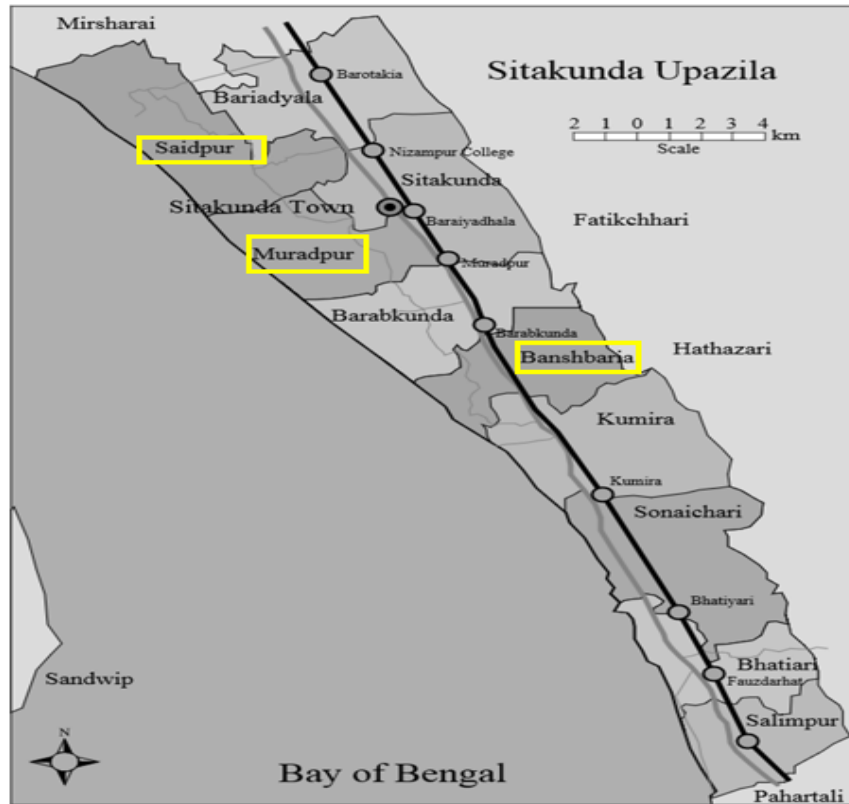 Mirsharai
Sitakunda Upazila
Barotakia
Bariadyala
2 1 0 1 2 3 4 km
Scale
Saidpur
Nizampur College
Sitakunda
Sitakunda Town
Baraiyadhala
Fatikchhari
Muradpur
Muradpur
Barabkunda
Barabkunda
Banshbaria
Hathazari
Kumira
Kumira
Sonaichari
Bhatiyari
Bhatiari
Fauzdarhat
Sandwip
Salimpur
N
Bay of Bengal
Pahartali